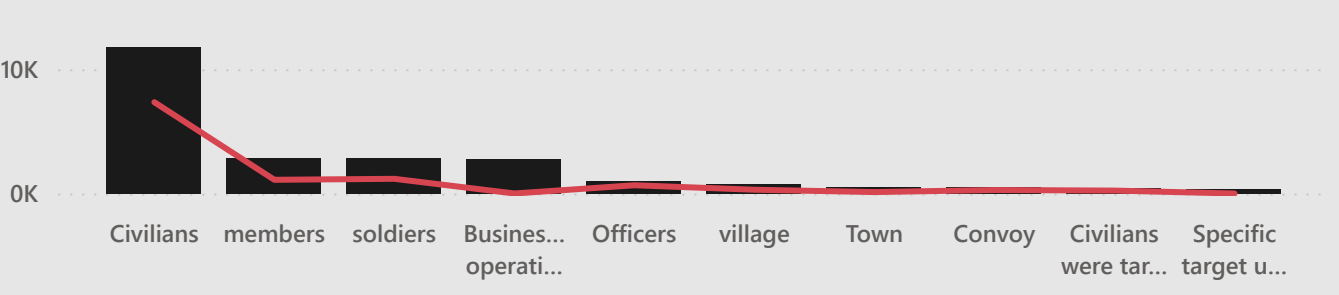 10K
0K
Civilians members soldiers Busines... Officers village Town Convoy Civilians Specific
operati... were tar... target u...